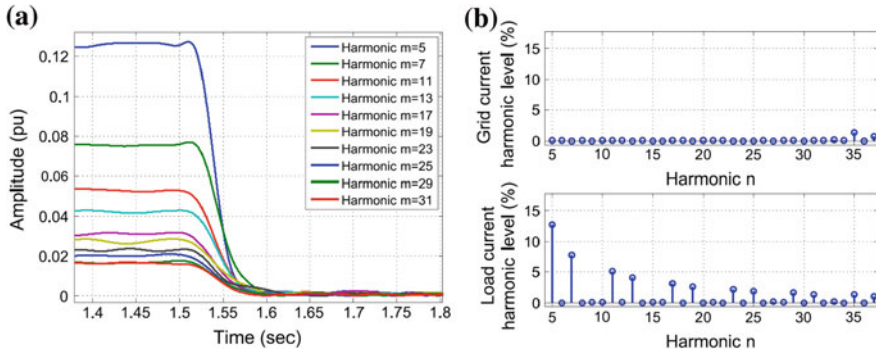 (a)
0.12
0.1
0.08
0.06
0.04
0.02
0
Amplitude (pu)
1.4
1.45
1.5
1.55
1.6
1.65
1.7
1.75
1.8
Time (sec)
Harmonic m=5
Harmonic m=7
Harmonic m=11
Harmonic m=13
Harmonic m=17
Harmonic m=19
Harmonic m=23
Harmonic m=25
Harmonic m=29
Harmonic m=31
(b)
Grid current
harmonic level (%)
15
10
5
0
5
10
15
20
25
30
35
Harmonic n
Load current
harmonic level (%)
15
10
5
0
5
10
15
20
25
30
35
Harmonic n